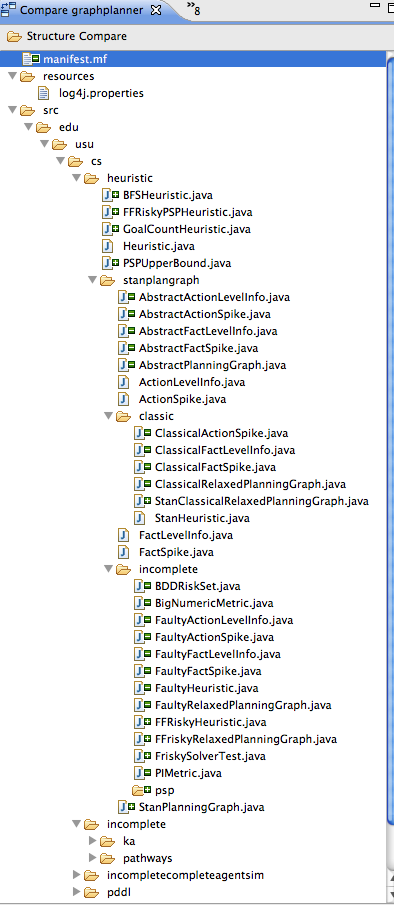 Compare graphplanner
»8
Structure Compare
manifest.mf
resources
log4j.properties
src
edu
usu
cs
heuristic
BFSHeuristic.java
FFRiskyPSPHeuristic.java
GoalCountHeuristic.java
Heuristic.java
PSPUpperBound.java
stanplangraph
AbstractActionLevelInfo.java
AbstractActionSpike.java
AbstractFactLevelInfo.java
AbstractFactSpike.java
AbstractPlanningGraph.java
ActionLevelInfo.java
ActionSpike.java
classic
ClassicalActionSpike.java
ClassicalFactLevelInfo.java
ClassicalFactSpike.java
ClassicalRelaxedPlanningGraph.java
StanClassicalRelaxedPlanningGraph.java
StanHeuristic.java
FactLevelInfo.java
FactSpike.java
incomplete
BDDRiskSet.java
BigNumericMetric.java
FaultyActionLevelInfo.java
FaultyActionSpike.java
FaultyFactLevelInfo.java
FaultyFactSpike.java
FaultyHeuristic.java
FaultyRelaxedPlanningGraph.java
FFRiskyHeuristic.java
FFriskyRelaxedPlanningGraph.java
FriskySolverTest.java
PIMetric.java
psp
StanPlanningGraph.java
incomplete
ka
pathways
incompletecompleteagentsim
pddl